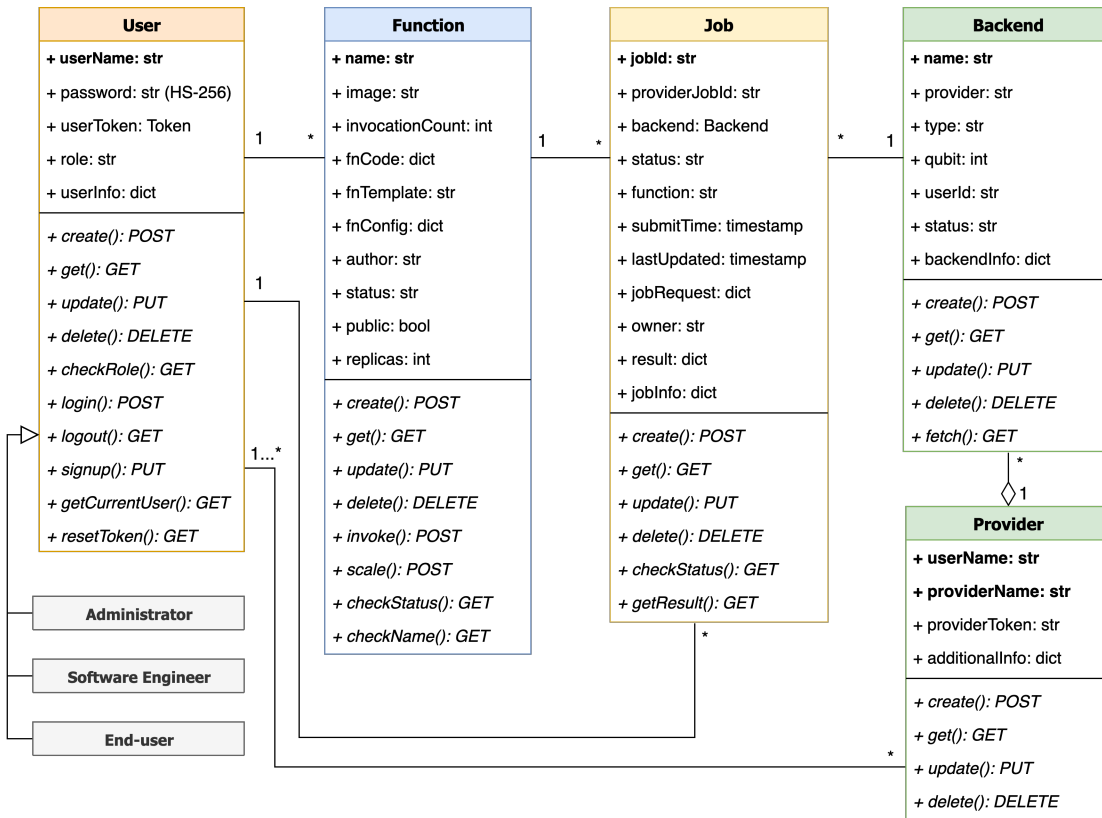 User
+ userName: str
+ password: str (HS-256)
+ userToken: Token
+ role: str
+ userInfo: dict
+ create(): POST
+ get(): GET
+ update(): PUT
+ delete(): DELETE
+ checkRole(): GET
+ login(): POST
+ logout(): GET
+ signup(): PUT
+ getCurrentUser(): GET
+ resetToken(): GET
Administrator
Software Engineer
End-user
1
*
1
1...*
Function
+ name: str
+ image: str
+ invocationCount: int
+ fnCode: dict
+ fnTemplate: str
+ fnConfig: dict
+ author: str
+ status: str
+ public: bool
+ replicas: int
+ create(): POST
+ get(): GET
+ update(): PUT
+ delete(): DELETE
+ invoke(): POST
+ scale(): POST
+ checkStatus(): GET
+ checkName(): GET
1
*
Job
+ jobId: str
+ providerJobId: str
+ backend: Backend
+ status: str
+ function: str
+ submitTime: timestamp
+ lastUpdated: timestamp
+ jobRequest: dict
+ owner: str
+ result: dict
+ jobInfo: dict
+ create(): POST
+ get(): GET
+ update(): PUT
+ delete(): DELETE
+ checkStatus(): GET
+ getResult(): GET
*
*
1
Backend
+ name: str
+ provider: str
+ type: str
+ qubit: int
+ userId: str
+ status: str
+ backendInfo: dict
+ create(): POST
+ get(): GET
+ update(): PUT
+ delete(): DELETE
+ fetch(): GET
*
1
Provider
+ userName: str
+ providerName: str
+ providerToken: str
+ additionalInfo: dict
+ create(): POST
+ get(): GET
+ update(): PUT
+ delete(): DELETE
*